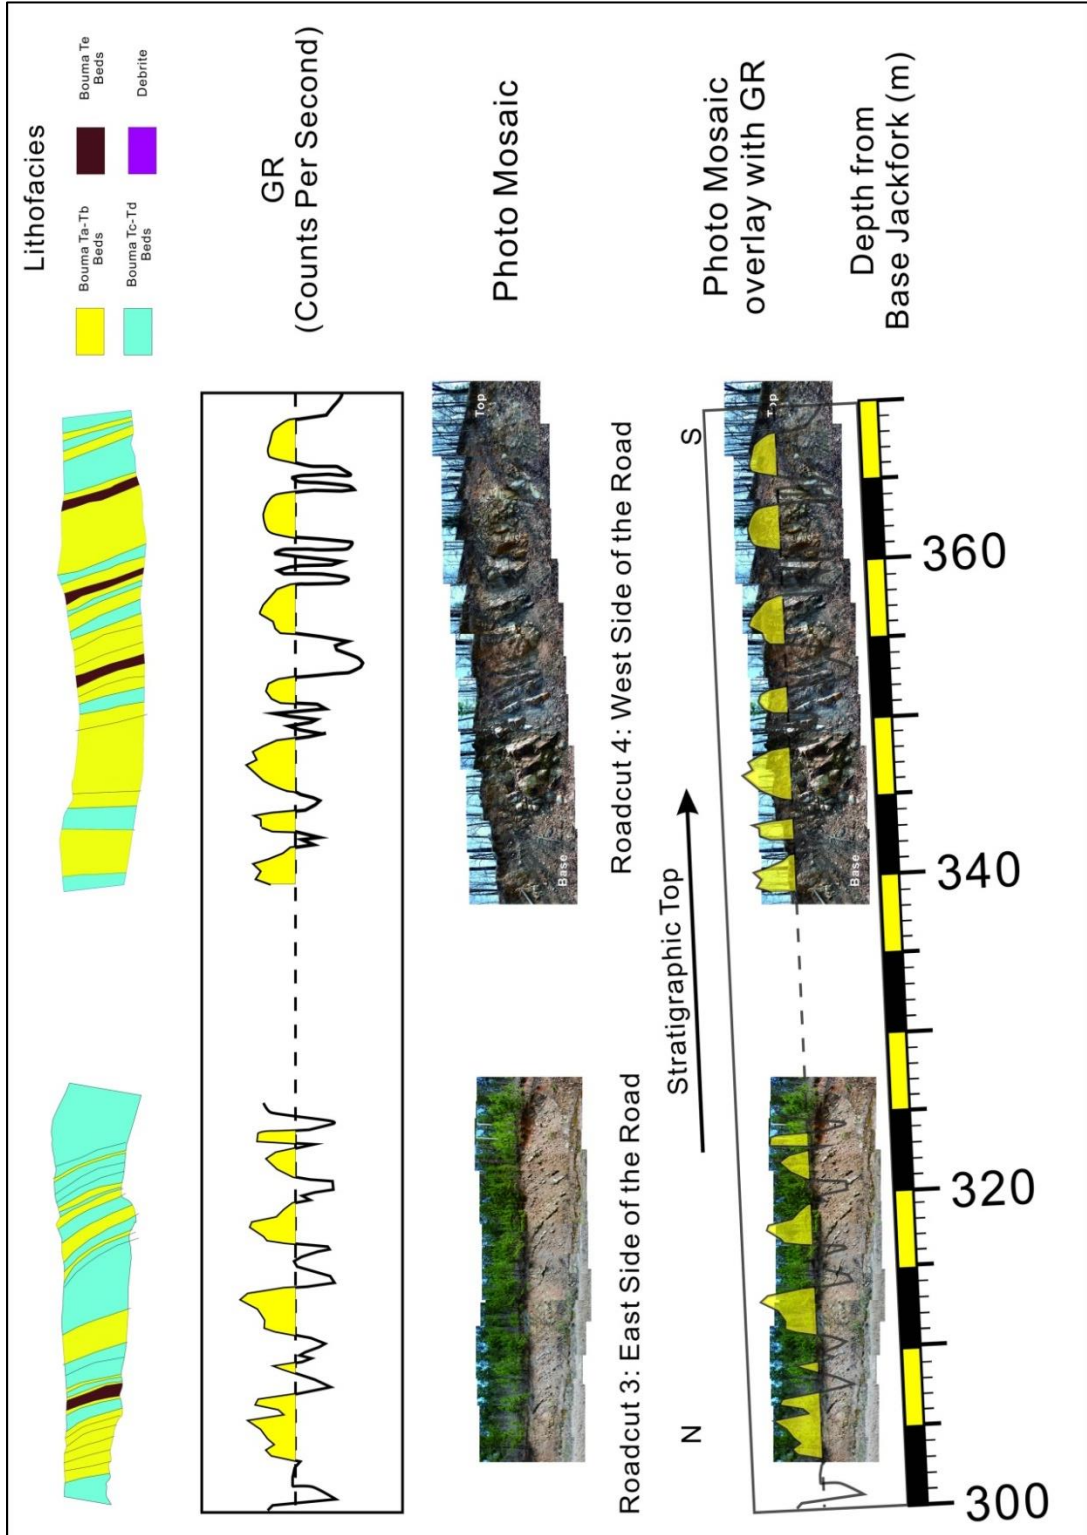 Lithofacies
Bouma Ta-Tb
Beds
Bouma Te
Beds
Bouma Tc-Td
Beds
Debrite
GR
(Counts Per Second)
Photo Mosaic
Top
Base
Roadcut 3: East Side of the Road
Roadcut 4: West Side of the Road
Photo Mosaic
overlay with GR
N
Stratigraphic Top
S
Top
Base
Depth from
Base Jackfork (m)
300
320
340
360